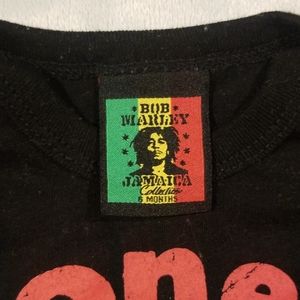 BOB
MARLEY
JAMAICA
Collection
6 MONTHS
one